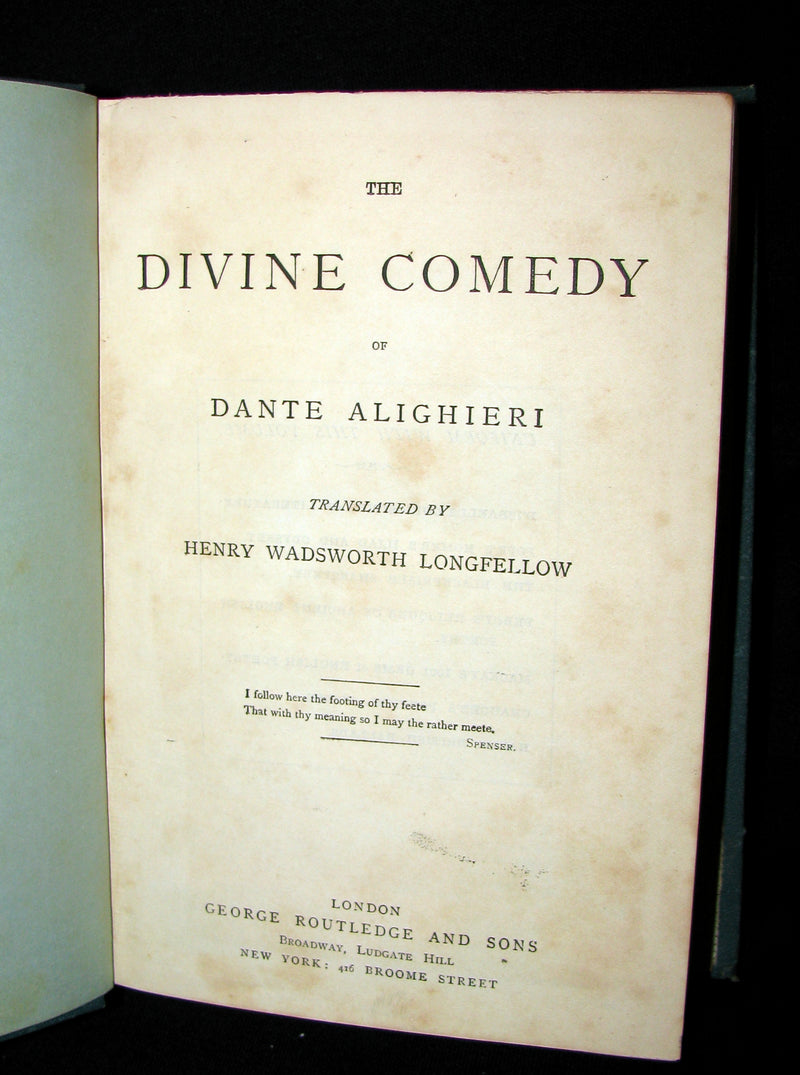 THE
DIVINE COMEDY
OF
DANTE ALIGHIERI
TRANSLATED BY
HENRY WADSWORTH LONGFELLOW
I follow here the footing of thy feete
That with thy meaning so I may the rather meete.
SPENSER.
LONDON
GEORGE ROUTLEDGE AND SONS
BROADWAY, LUDGATE HILL
NEW YORK: 416 BROOME STREET